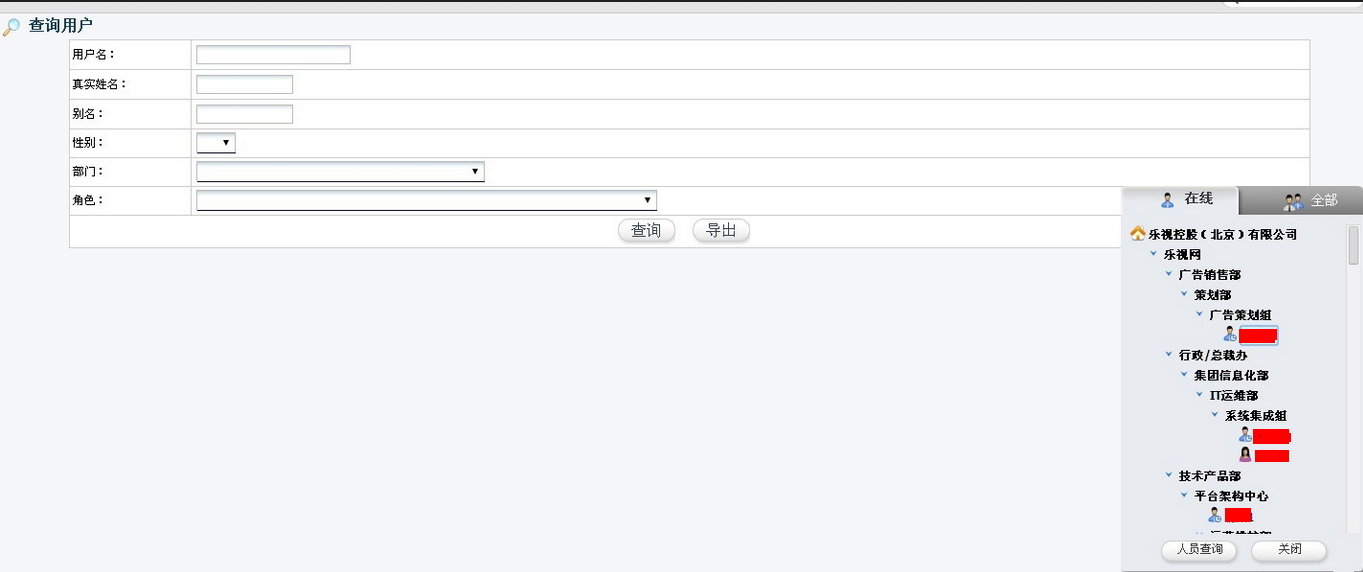 查询用户
用户名：
真实姓名：
别名：
性别：
部门：
角色：
查询 导出
在线 全部
乐视控股（北京）有限公司
乐视网
广告销售部
策划部
广告策划组
行政/总裁办
集团信息化部
IT运维部
系统集成组
技术产品部
平台架构中心
人员查询 关闭